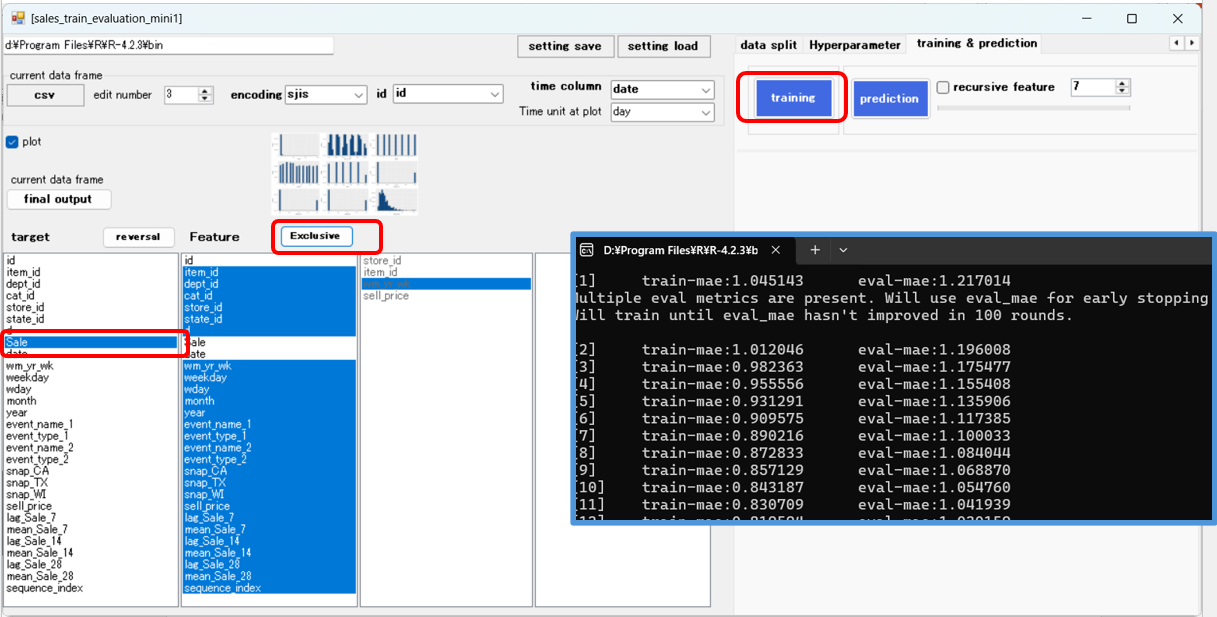 [sales_train_evaluation_mini1]
d:¥Program Files¥R¥R-4.2.3¥bin
setting save
setting load
current data frame
csv
edit number
3
encoding
sjis
id
id
time column
date
Time unit at plot
day
plot
current data frame
final output
target
reversal
Feature
Exclusive
id
item_id
dept_id
cat_id
store_id
state_id
d
Sale
date
wm_yr_wk
weekday
wday
month
year
event_name_1
event_type_1
event_name_2
event_type_2
snap_CA
snap_TX
snap_WI
sell_price
lag_Sale_7
mean_Sale_7
lag_Sale_14
mean_Sale_14
lag_Sale_28
mean_Sale_28
sequence_index
id
item_id
dept_id
cat_id
store_id
state_id
d
Sale
date
wm_yr_wk
weekday
wday
month
year
event_name_1
event_type_1
event_name_2
event_type_2
snap_CA
snap_TX
snap_WI
sell_price
lag_Sale_7
mean_Sale_7
lag_Sale_14
mean_Sale_14
lag_Sale_28
mean_Sale_28
sequence_index
store_id
item_id
wm_yr_wk
sell_price
data split
Hyperparameter
training & prediction
training
prediction
recursive feature
7
D:¥Program Files¥R¥R-4.2.3¥b
[1] train-mae:1.045143 eval-mae:1.217014
Multiple eval metrics are present. Will use eval_mae for early stopping
Will train until eval_mae hasn't improved in 100 rounds.
[2] train-mae:1.012046 eval-mae:1.196008
[3] train-mae:0.982363 eval-mae:1.175477
[4] train-mae:0.955556 eval-mae:1.155408
[5] train-mae:0.931291 eval-mae:1.135906
[6] train-mae:0.909575 eval-mae:1.117385
[7] train-mae:0.890216 eval-mae:1.100033
[8] train-mae:0.872833 eval-mae:1.084044
[9] train-mae:0.857129 eval-mae:1.068870
[10] train-mae:0.843187 eval-mae:1.054760
[11] train-mae:0.830709 eval-mae:1.041939